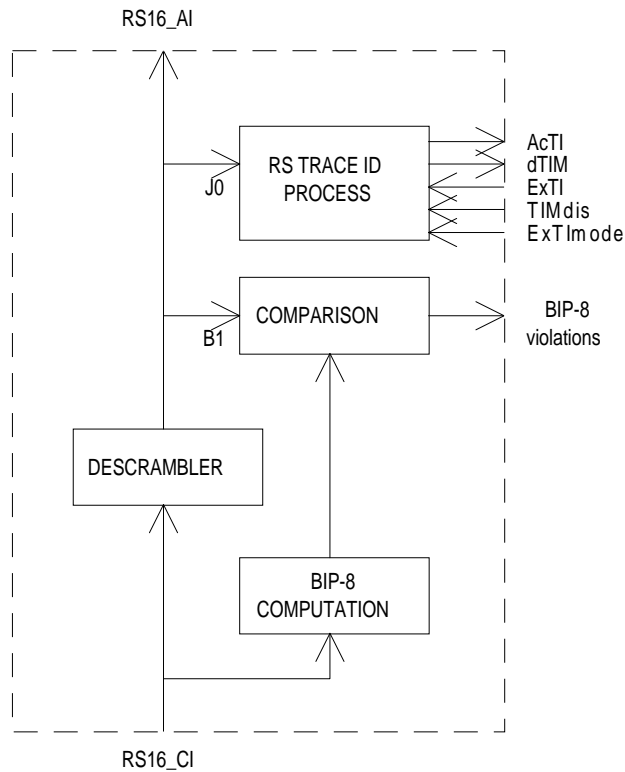 RS16_AI
RS TRACE ID
PROCESS
J0
AcTI
dTIM
ExTI
TIMdis
ExTImode
COMPARISON
B1
BIP-8
violations
DESCRAMBLER
BIP-8
COMPUTATION
RS16_CI